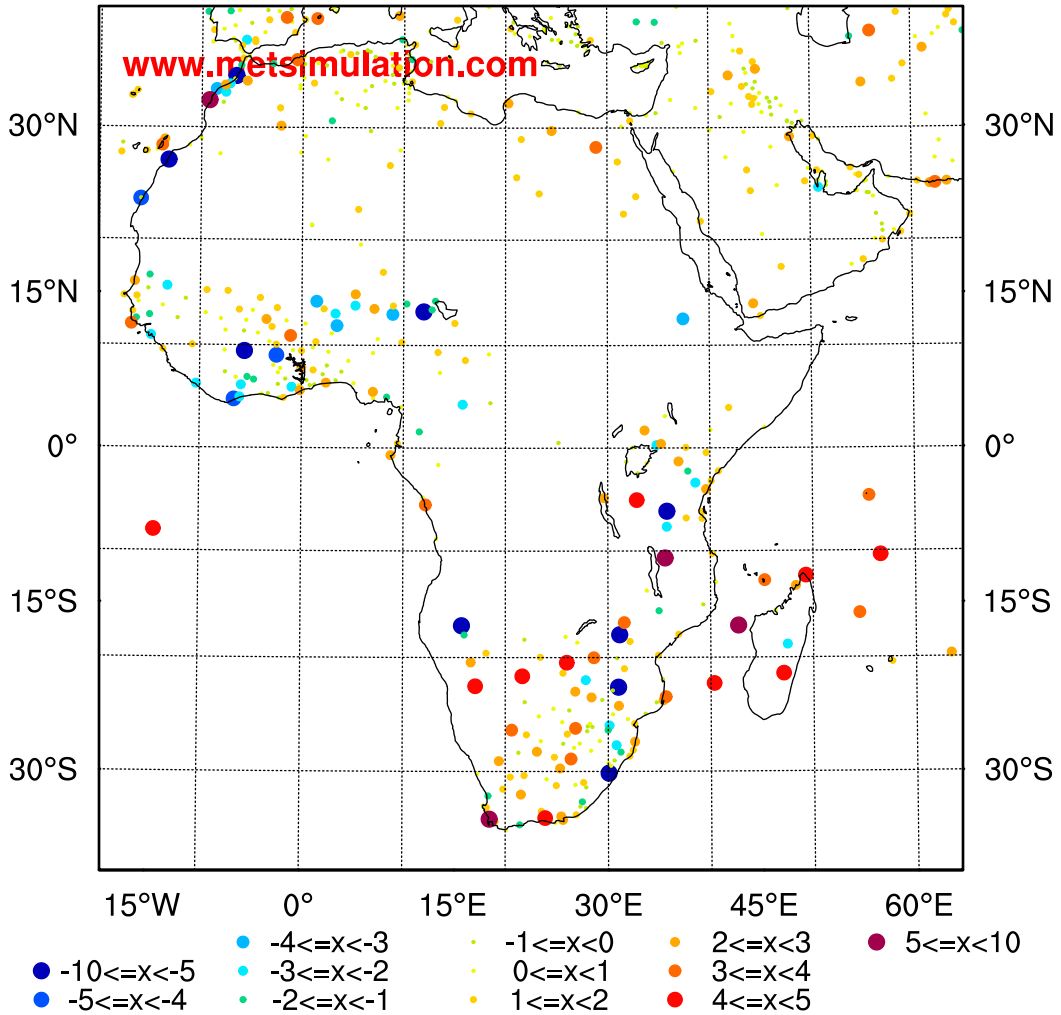 www.metsimulation.com
30°N 30°N
15°N 15°N
0° 0°
15°S 15°S
30°S 30°S
15°W 0° 15°E 30°E 45°E 60°E
-4<=x<-3 -1<=x<0 2<=x<3 5<=x<10
-10<=x<-5 -3<=x<-2 0<=x<1 3<=x<4
-5<=x<-4 -2<=x<-1 1<=x<2 4<=x<5